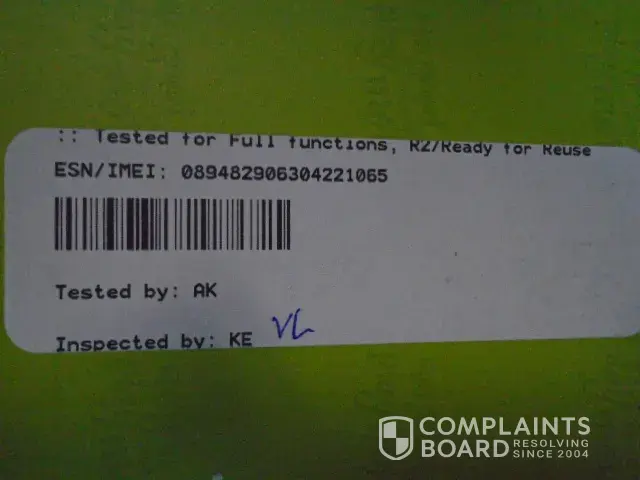 :: Tested for Full functions, R2/Ready for Reuse
ESN/IMEI: 089482906304221065
Tested by: AK
Inspected by: KE VL
COMPLAINTS
BOARD RESOLVING
SINCE 2004